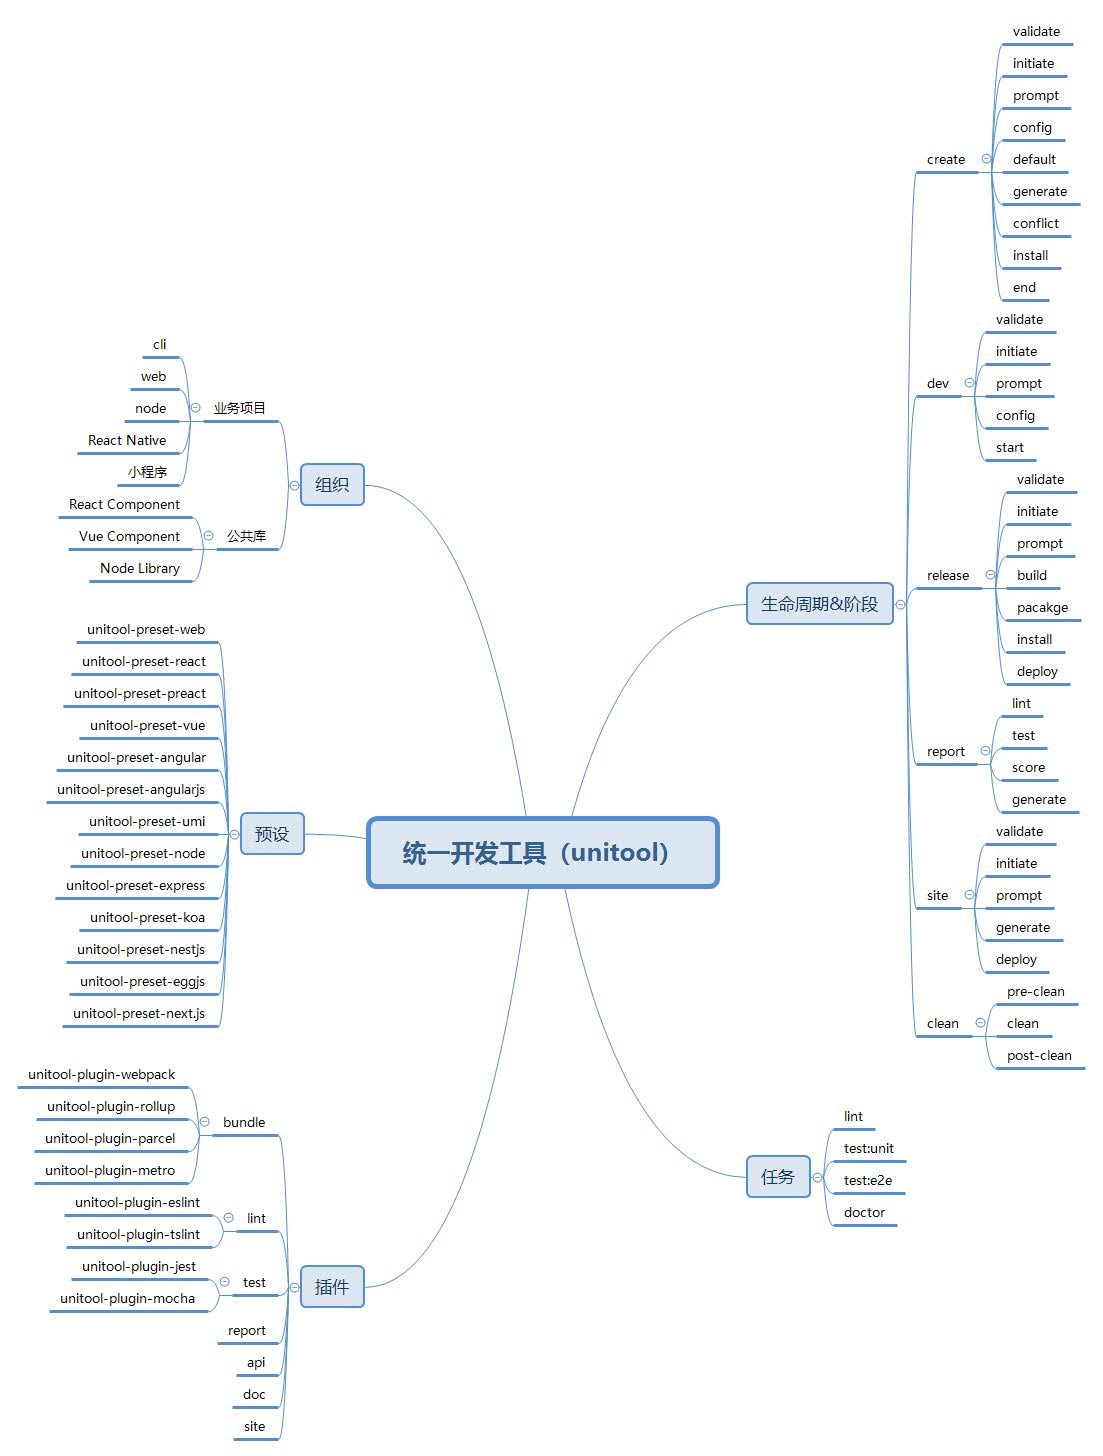 统一开发工具（unitool）
生命周期&阶段
create
validate
initiate
prompt
config
default
generate
conflict
install
end
dev
validate
initiate
prompt
config
start
release
validate
initiate
prompt
build
pacakge
install
deploy
report
lint
test
score
generate
site
validate
initiate
prompt
generate
deploy
clean
pre-clean
clean
post-clean
任务
lint
test:unit
test:e2e
doctor
组织
业务项目
cli
web
node
React Native
小程序
公共库
React Component
Vue Component
Node Library
预设
unitool-preset-web
unitool-preset-react
unitool-preset-preact
unitool-preset-vue
unitool-preset-angular
unitool-preset-angularjs
unitool-preset-umi
unitool-preset-node
unitool-preset-express
unitool-preset-koa
unitool-preset-nestjs
unitool-preset-eggjs
unitool-preset-next.js
插件
bundle
unitool-plugin-webpack
unitool-plugin-rollup
unitool-plugin-parcel
unitool-plugin-metro
lint
unitool-plugin-eslint
unitool-plugin-tslint
test
unitool-plugin-jest
unitool-plugin-mocha
report
api
doc
site